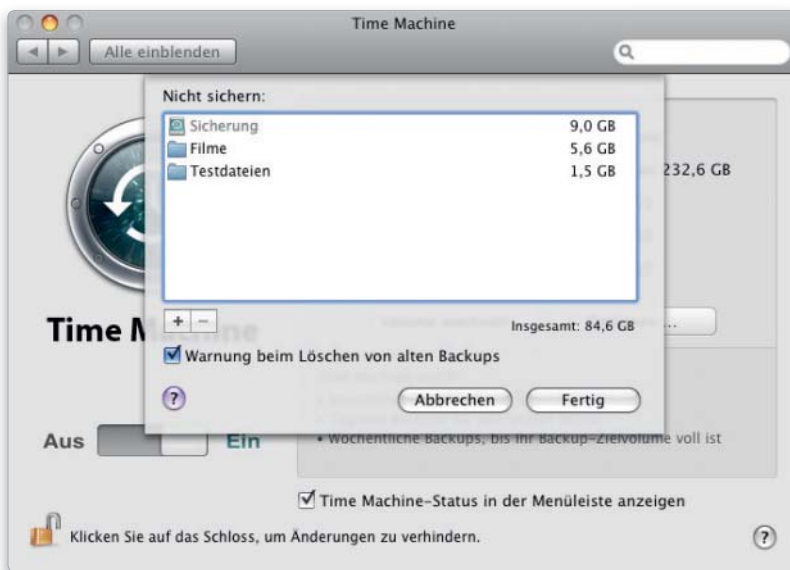 Time Machine
Alle einblenden
Nicht sichern:
Sicherung 9,0 GB
Filme 5,6 GB
Testdateien 1,5 GB
232,6 GB
+ −
Insgesamt: 84,6 GB
...
Time Machine
Warnung beim Löschen von alten Backups
? Abbrechen Fertig
Aus Ein
• Wöchentliche Backups, bis Ihr Backup-Zielvolume voll ist
Time Machine-Status in der Menüleiste anzeigen
Klicken Sie auf das Schloss, um Änderungen zu verhindern. ?